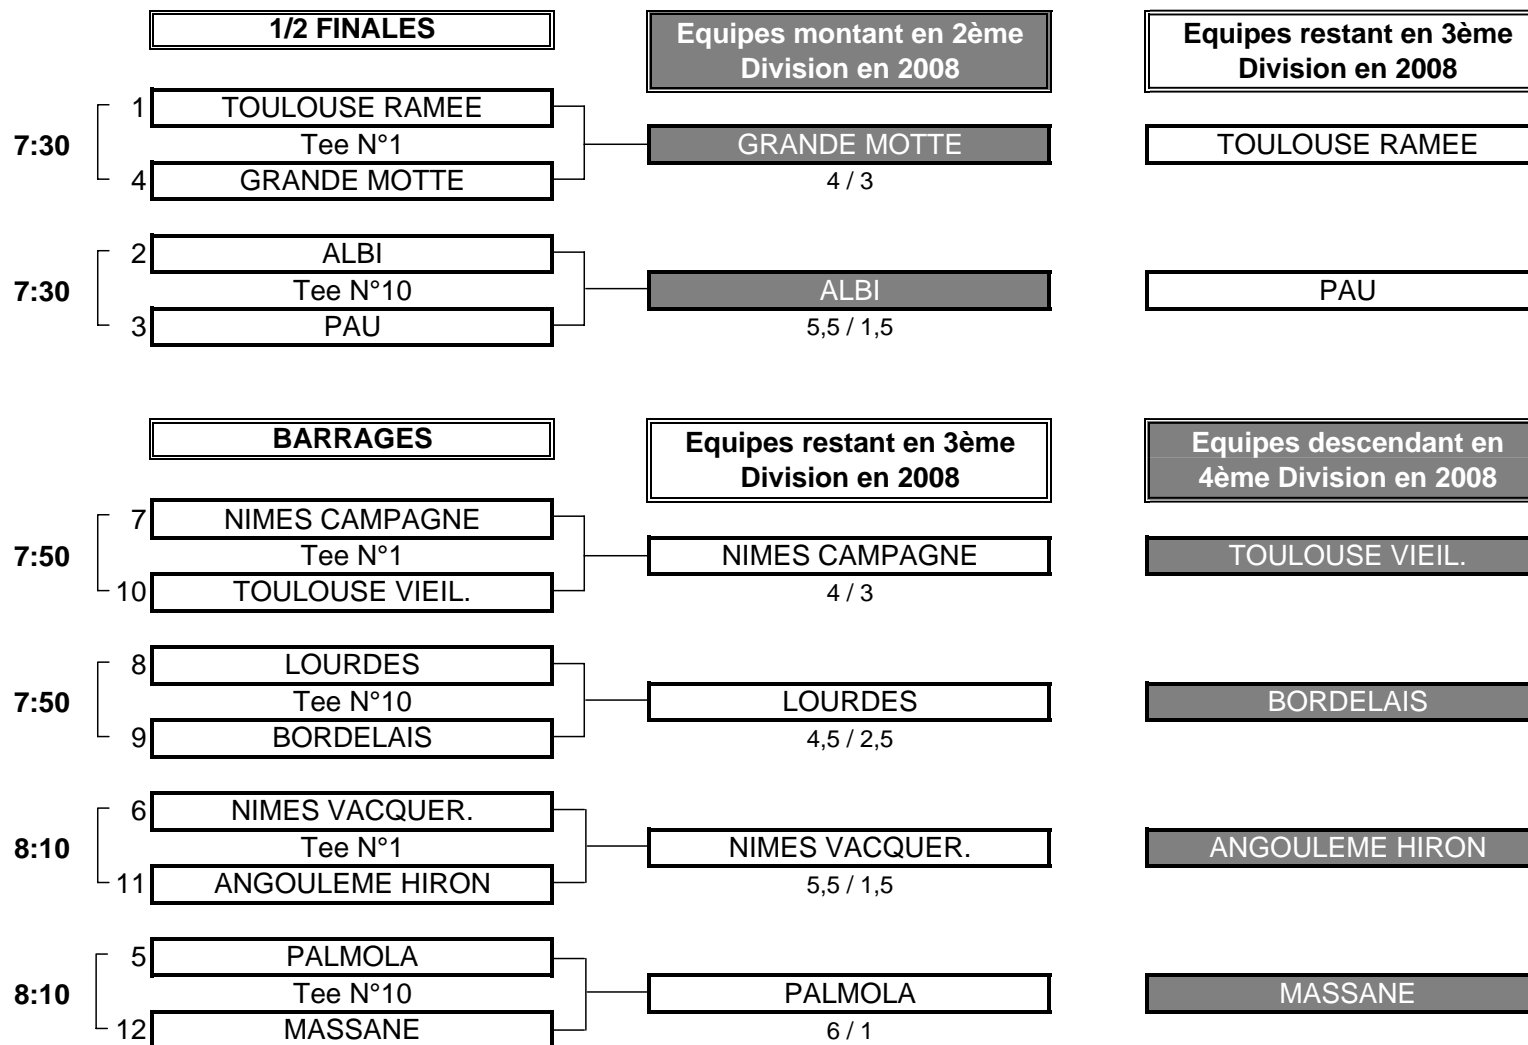 1/2 FINALES
Equipes montant en 2ème
Division en 2008
Equipes restant en 3ème
Division en 2008
7:30
1 TOULOUSE RAMEE
Tee N°1
4 GRANDE MOTTE
GRANDE MOTTE
4 / 3
TOULOUSE RAMEE
7:30
2 ALBI
Tee N°10
3 PAU
ALBI
5,5 / 1,5
PAU
BARRAGES
Equipes restant en 3ème
Division en 2008
Equipes descendant en
4ème Division en 2008
7:50
7 NIMES CAMPAGNE
Tee N°1
10 TOULOUSE VIEIL.
NIMES CAMPAGNE
4 / 3
TOULOUSE VIEIL.
7:50
8 LOURDES
Tee N°10
9 BORDELAIS
LOURDES
4,5 / 2,5
BORDELAIS
8:10
6 NIMES VACQUER.
Tee N°1
11 ANGOULEME HIRON
NIMES VACQUER.
5,5 / 1,5
ANGOULEME HIRON
8:10
5 PALMOLA
Tee N°10
12 MASSANE
PALMOLA
6 / 1
MASSANE